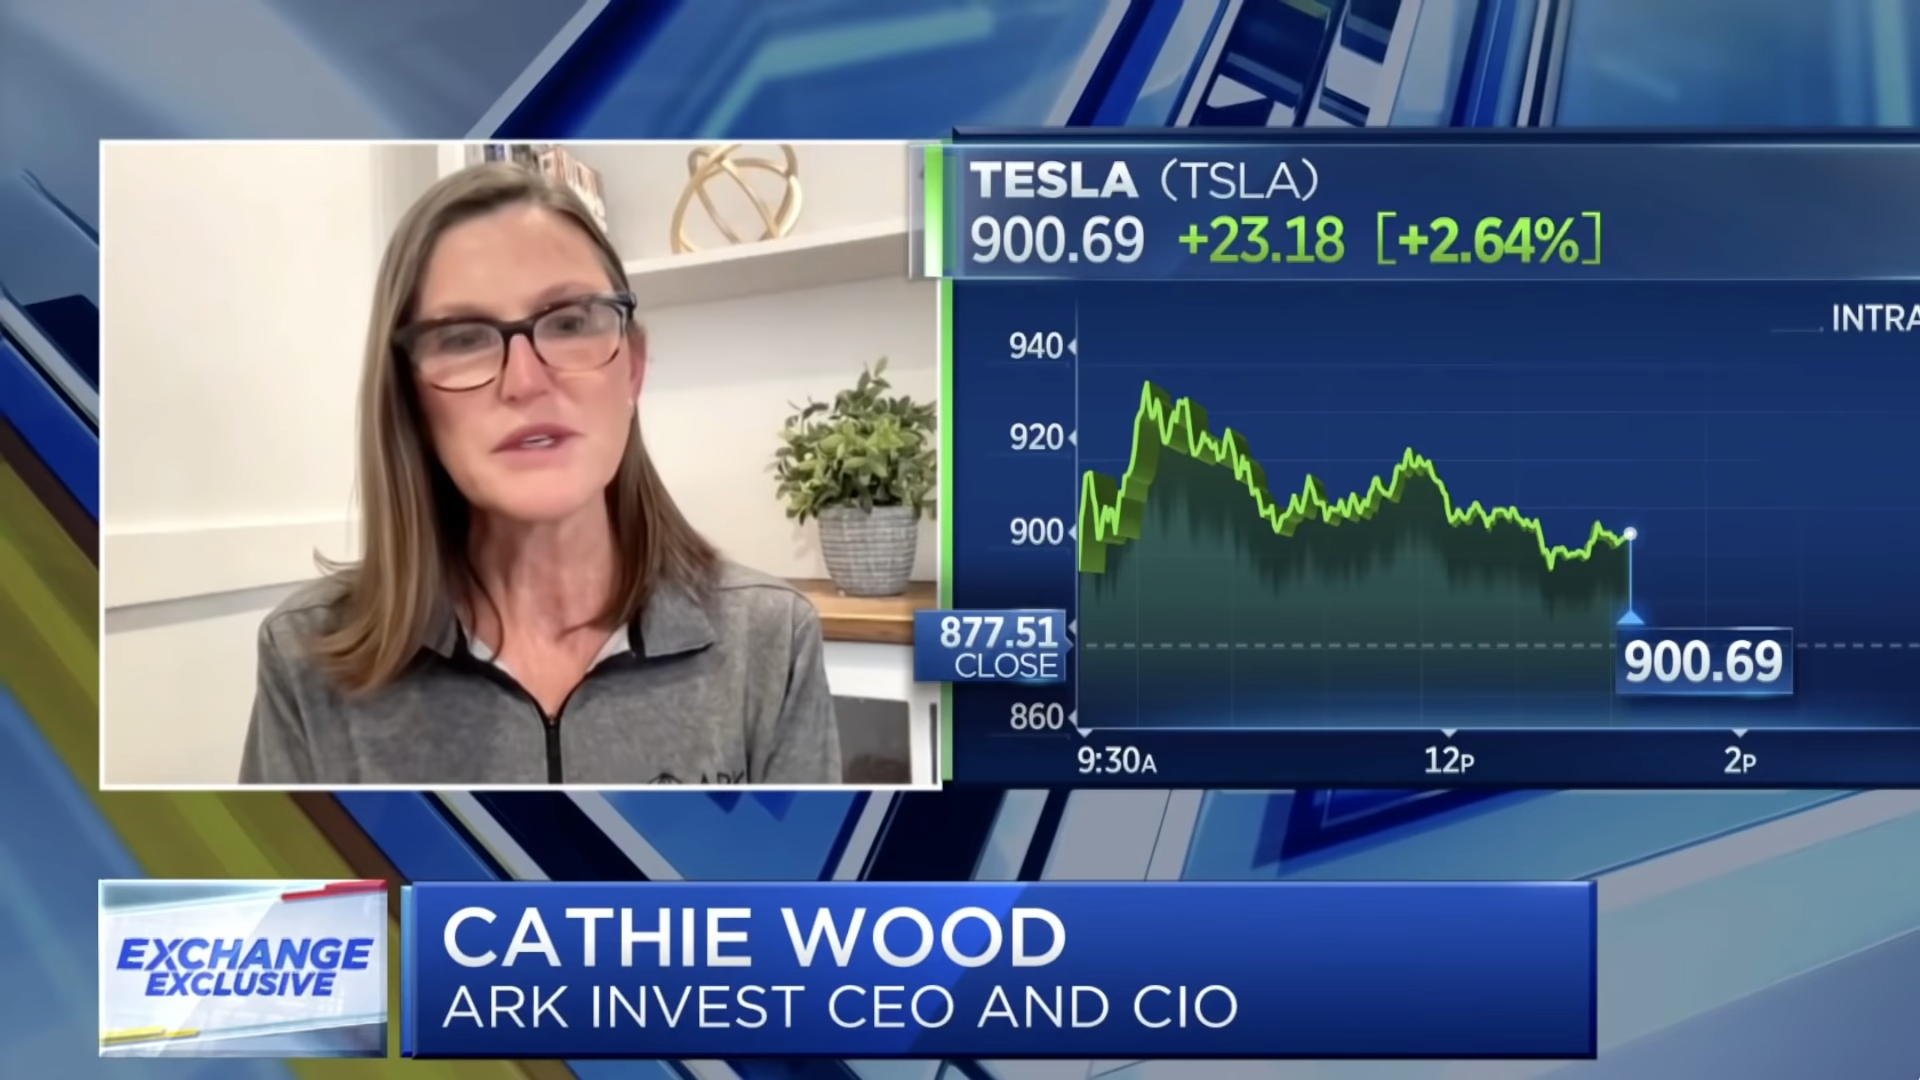 TESLA (TSLA)
900.69 +23.18 [+2.64%]
INTRA
940
920
900
877.51
CLOSE
860
900.69
9:30A 12P 2P
ARK
EXCHANGE
EXCLUSIVE
CATHIE WOOD
ARK INVEST CEO AND CIO